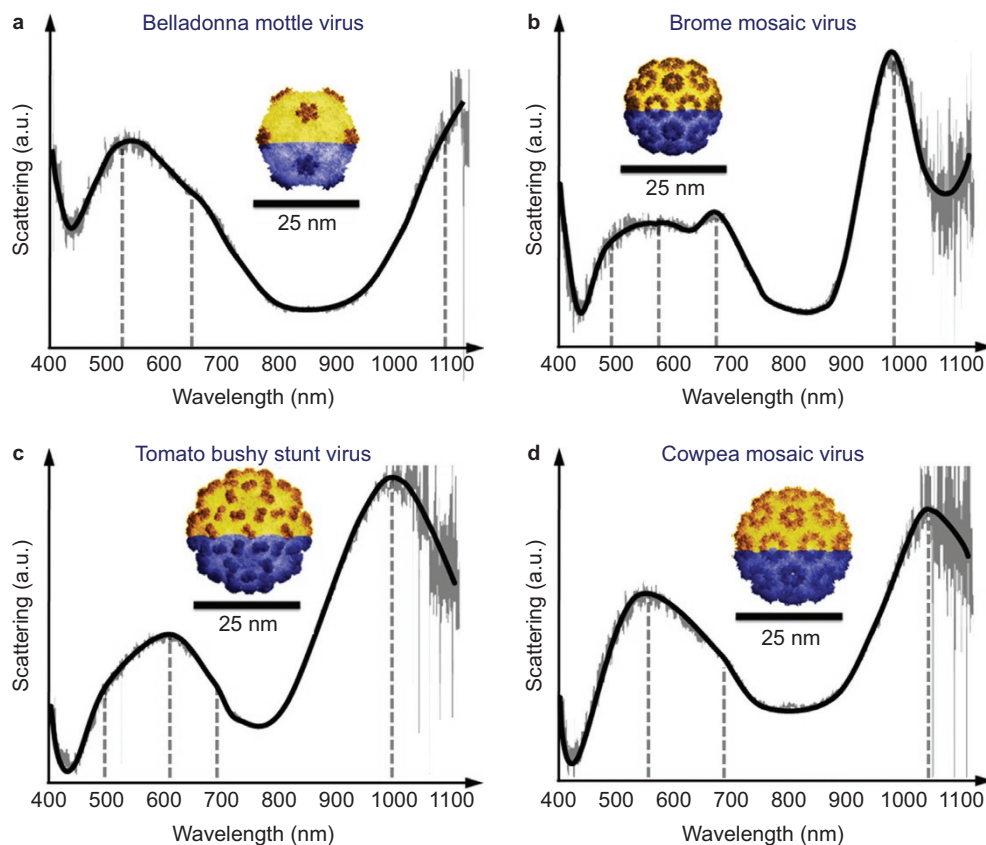 a Belladonna mottle virus
Scattering (a.u.)
25 nm
400 500 600 700 800 900 1000 1100
Wavelength (nm)
b Brome mosaic virus
Scattering (a.u.)
25 nm
400 500 600 700 800 900 1000 1100
Wavelength (nm)
c Tomato bushy stunt virus
Scattering (a.u.)
25 nm
400 500 600 700 800 900 1000 1100
Wavelength (nm)
d Cowpea mosaic virus
Scattering (a.u.)
25 nm
400 500 600 700 800 900 1000 1100
Wavelength (nm)